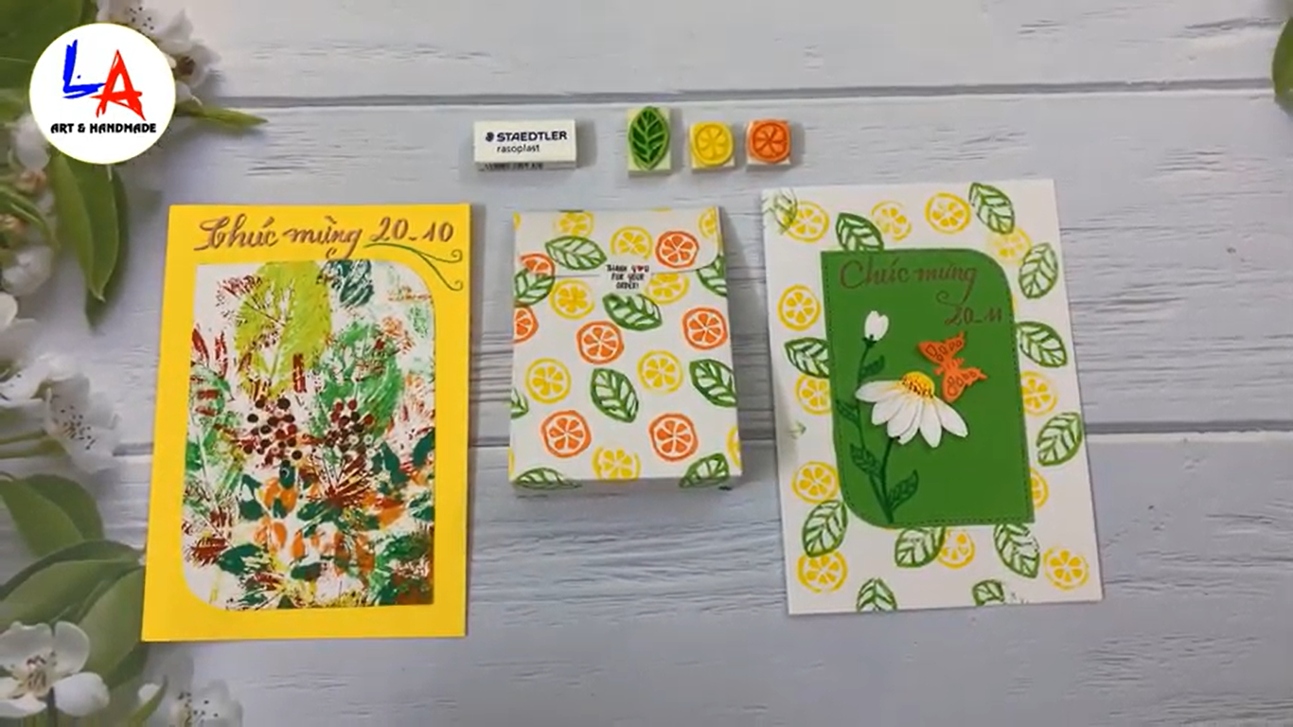 LA
ART & HANDMADE
STAEDTLER
rasoplast
Chúc mừng 20-10
THANK YOU
FOR YOUR
ORDER!
Chúc mừng
20-11